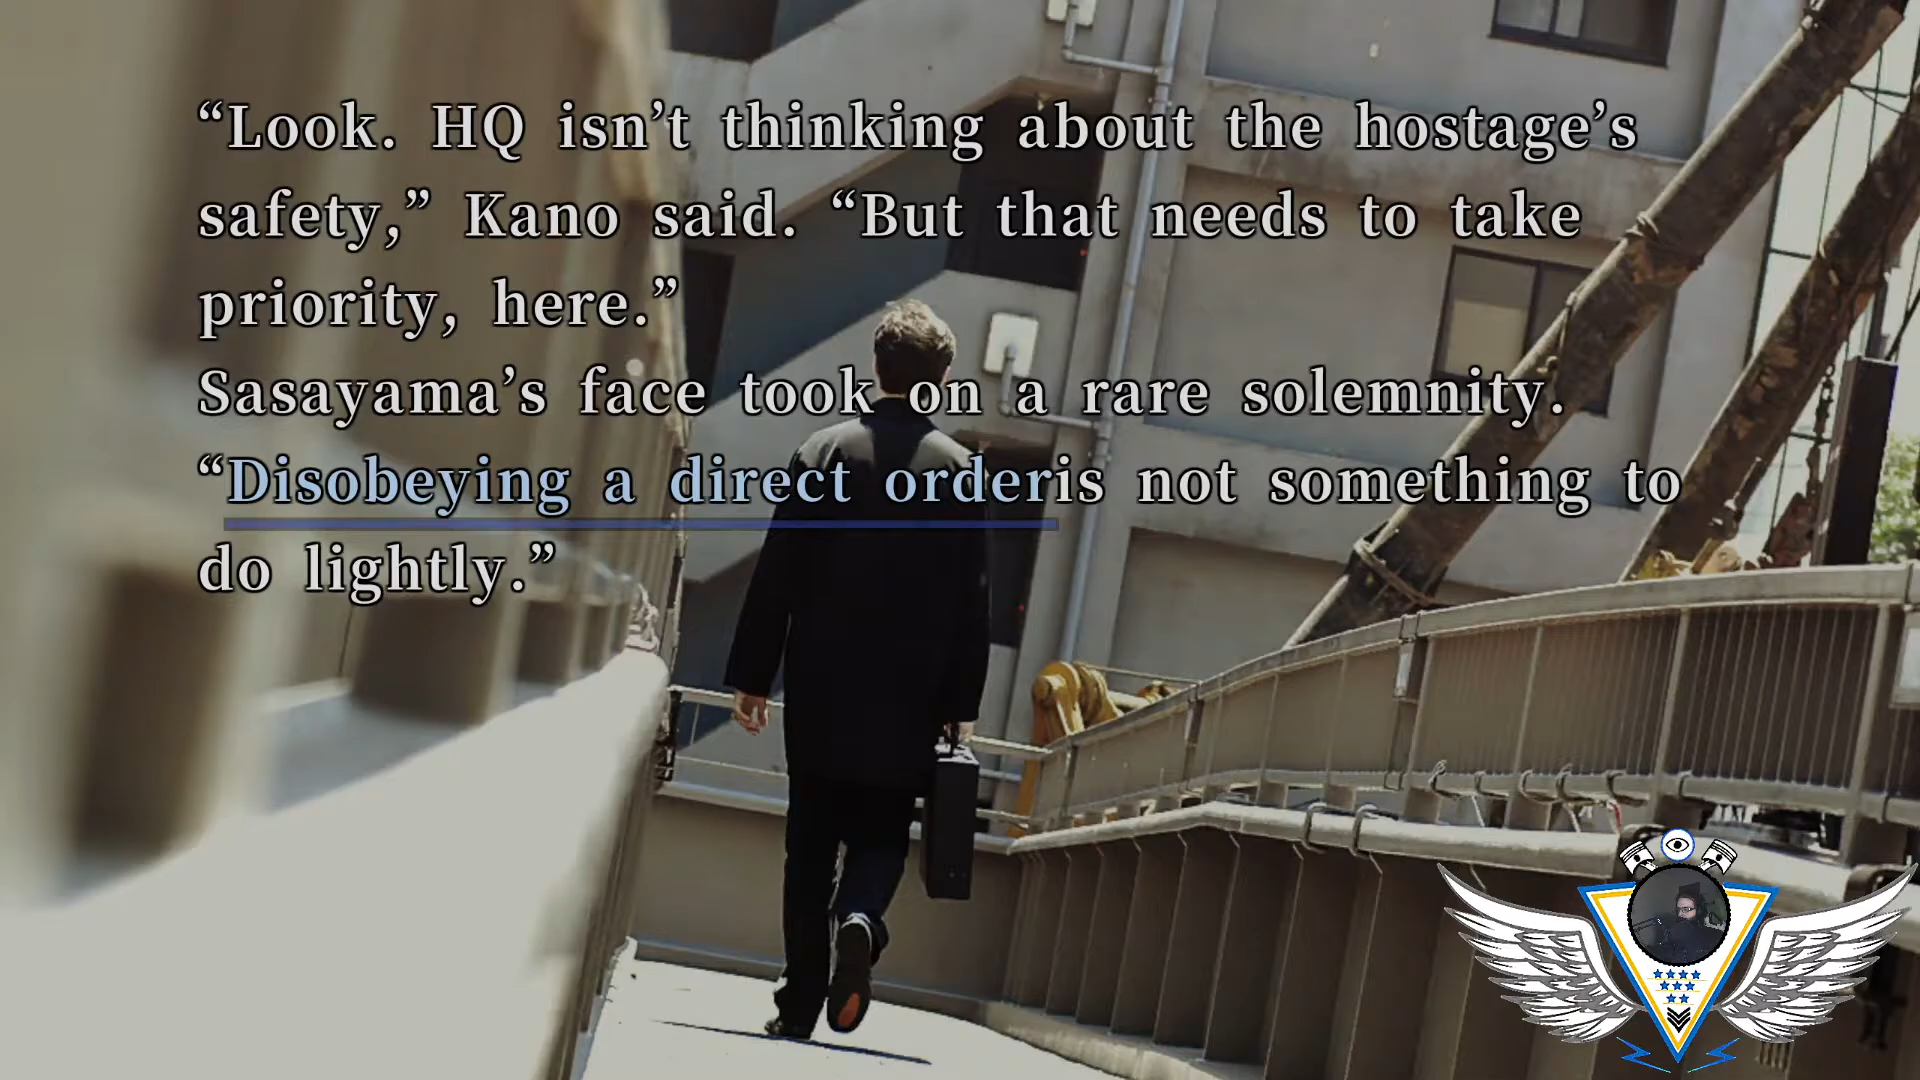 “Look. HQ isn’t thinking about the hostage’s
safety,” Kano said. “But that needs to take
priority, here.”
Sasayama’s face took on a rare solemnity.
“Disobeying a direct orderis not something to
do lightly.”